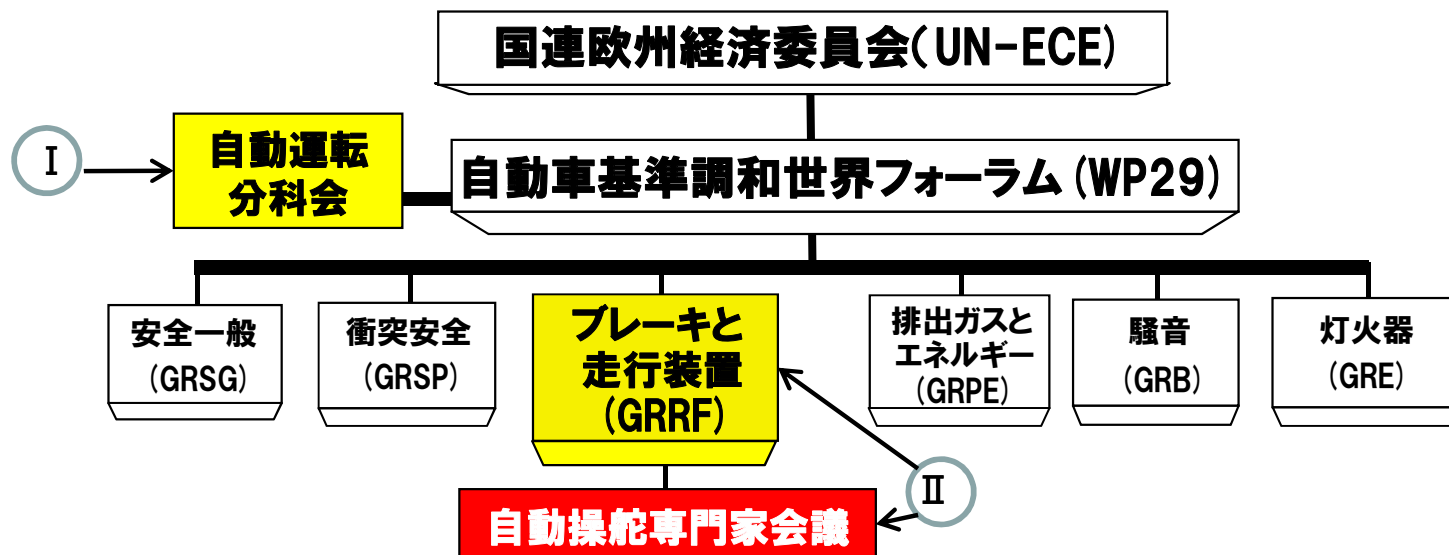 国連欧州経済委員会(UN-ECE)
Ⅰ
自動運転
分科会
自動車基準調和世界フォーラム(WP29)
安全一般
(GRSG)
衝突安全
(GRSP)
ブレーキと
走行装置
(GRRF)
排出ガスと
エネルギー
(GRPE)
騒音
(GRB)
灯火器
(GRE)
Ⅱ
自動操舵専門家会議